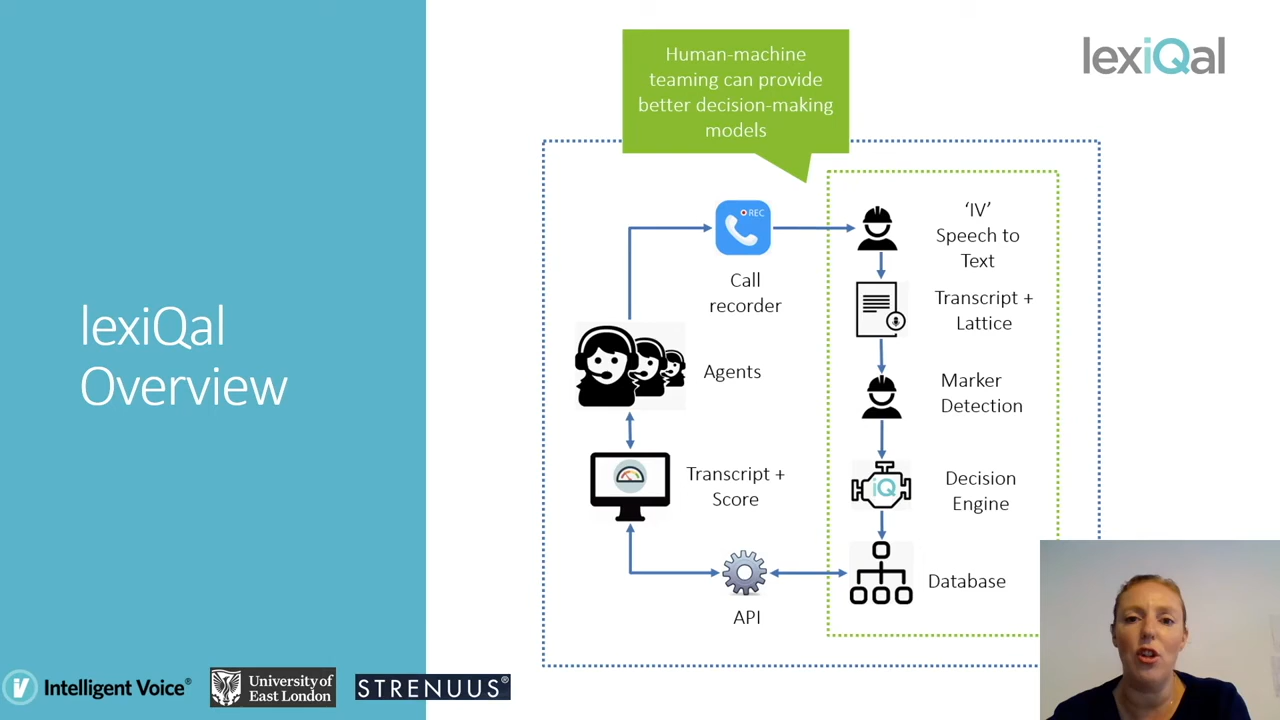 lexiQal
Overview
Human-machine
teaming can provide
better decision-making
models
lexiQal
REC
Call
recorder
Agents
Transcript +
Score
API
‘IV’
Speech to
Text
Transcript +
Lattice
Marker
Detection
iQ
Decision
Engine
Database
Intelligent Voice®
University of
East London
STRENUUS®